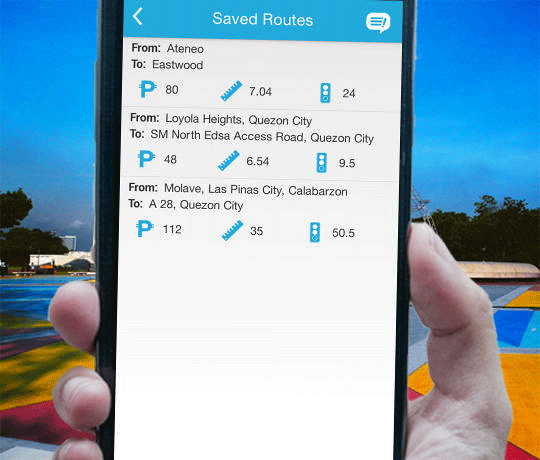 Saved Routes
From: Ateneo
To: Eastwood
80 7.04 24
From: Loyola Heights, Quezon City
To: SM North Edsa Access Road, Quezon City
48 6.54 9.5
From: Molave, Las Pinas City, Calabarzon
To: A 28, Quezon City
112 35 50.5